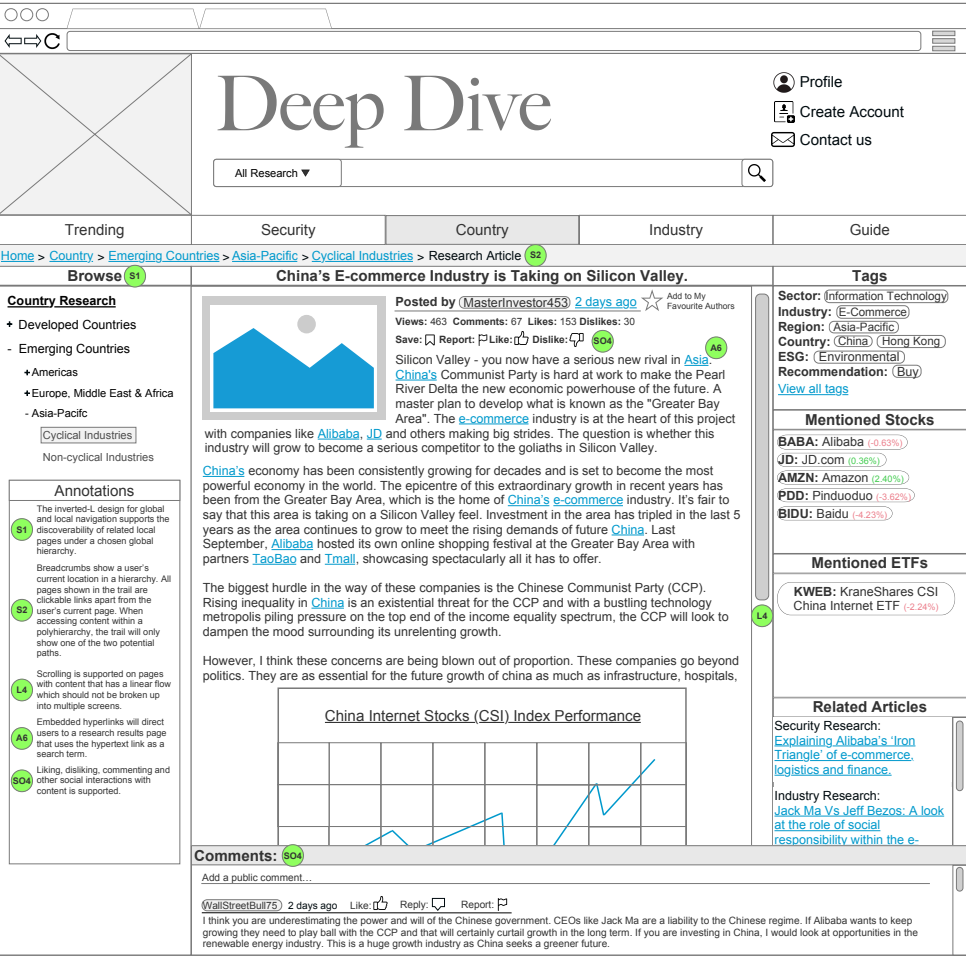 Deep Dive
Profile
Create Account
Contact us
All Research ▼
Trending
Security
Country
Industry
Guide
Home > Country > Emerging Countries > Asia-Pacific > Cyclical Industries > Research Article S2
Browse S1
Country Research
+ Developed Countries
- Emerging Countries
+Americas
+Europe, Middle East & Africa
- Asia-Pacifc
Cyclical Industries
Non-cyclical Industries
Annotations
S1
The inverted-L design for global
and local navigation supports the
discoverability of related local
pages under a chosen global
hierarchy.
S2
Breadcrumbs show a user's
current location in a hierarchy. All
pages shown in the trail are
clickable links apart from the
user's current page. When
accessing content within a
polyhierarchy, the trail will only
show one of the two potential
paths.
L4
Scrolling is supported on pages
with content that has a linear flow
which should not be broken up
into multiple screens.
A6
Embedded hyperlinks will direct
users to a research results page
that uses the hypertext link as a
search term.
SO4
Liking, disliking, commenting and
other social interactions with
content is supported.
China's E-commerce Industry is Taking on Silicon Valley.
Posted by MasterInvestor453 2 days ago
Add to My
Favourite Authors
Views: 463 Comments: 67 Likes: 153 Dislikes: 30
Save: Report: Like: Dislike: SO4
A6
Silicon Valley - you now have a serious new rival in Asia.
China's Communist Party is hard at work to make the Pearl
River Delta the new economic powerhouse of the future. A
master plan to develop what is known as the "Greater Bay
Area". The e-commerce industry is at the heart of this project
with companies like Alibaba, JD and others making big strides. The question is whether this
industry will grow to become a serious competitor to the goliaths in Silicon Valley.
China's economy has been consistently growing for decades and is set to become the most
powerful economy in the world. The epicentre of this extraordinary growth in recent years has
been from the Greater Bay Area, which is the home of China's e-commerce industry. It's fair to
say that this area is taking on a Silicon Valley feel. Investment in the area has tripled in the last 5
years as the area continues to grow to meet the rising demands of future China. Last
September, Alibaba hosted its own online shopping festival at the Greater Bay Area with
partners TaoBao and Tmall, showcasing spectacularly all it has to offer.
The biggest hurdle in the way of these companies is the Chinese Communist Party (CCP).
Rising inequality in China is an existential threat for the CCP and with a bustling technology
metropolis piling pressure on the top end of the income equality spectrum, the CCP will look to
dampen the mood surrounding its unrelenting growth.
However, I think these concerns are being blown out of proportion. These companies go beyond
politics. They are as essential for the future growth of china as much as infrastructure, hospitals,
China Internet Stocks (CSI) Index Performance
L4
Tags
Sector: Information Technology
Industry: E-Commerce
Region: Asia-Pacific
Country: China Hong Kong
ESG: Environmental
Recommendation: Buy
View all tags
Mentioned Stocks
BABA: Alibaba (-0.63%)
JD: JD.com (0.36%)
AMZN: Amazon (2.40%)
PDD: Pinduoduo (-3.62%)
BIDU: Baidu (-4.23%)
Mentioned ETFs
KWEB: KraneShares CSI
China Internet ETF (-2.24%)
Related Articles
Security Research:
Explaining Alibaba's 'Iron
Triangle' of e-commerce,
logistics and finance.
Industry Research:
Jack Ma Vs Jeff Bezos: A look
at the role of social
responsibility within the e-
Comments: SO4
Add a public comment…
WallStreetBull75 2 days ago Like: Reply: Report:
I think you are underestimating the power and will of the Chinese government. CEOs like Jack Ma are a liability to the Chinese regime. If Alibaba wants to keep
growing they need to play ball with the CCP and that will certainly curtail growth in the long term. If you are investing in China, I would look at opportunities in the
renewable energy industry. This is a huge growth industry as China seeks a greener future.